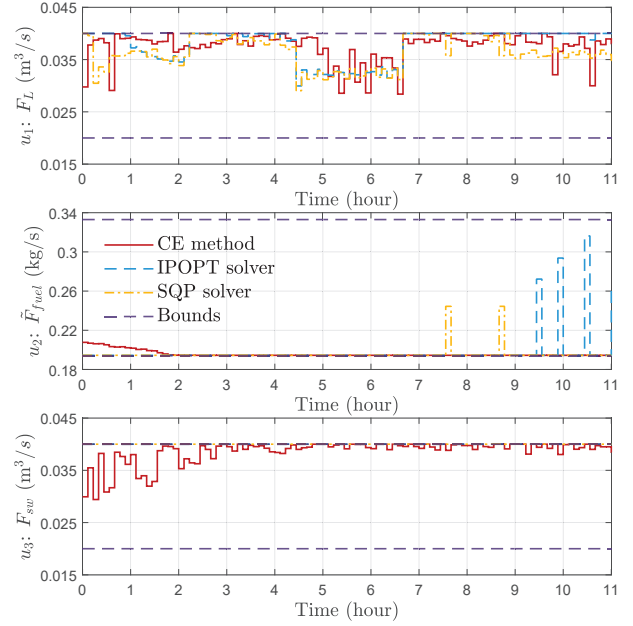 0.045
0.035
0.025
0.015
u₁: F_L (m³/s)
0 1 2 3 4 5 6 7 8 9 10 11
Time (hour)
0.34
0.3
0.26
0.22
0.18
u₂: F̃_fuel (kg/s)
CE method
IPOPT solver
SQP solver
Bounds
0 1 2 3 4 5 6 7 8 9 10 11
Time (hour)
0.045
0.035
0.025
0.015
u₃: F_sw (m³/s)
0 1 2 3 4 5 6 7 8 9 10 11
Time (hour)